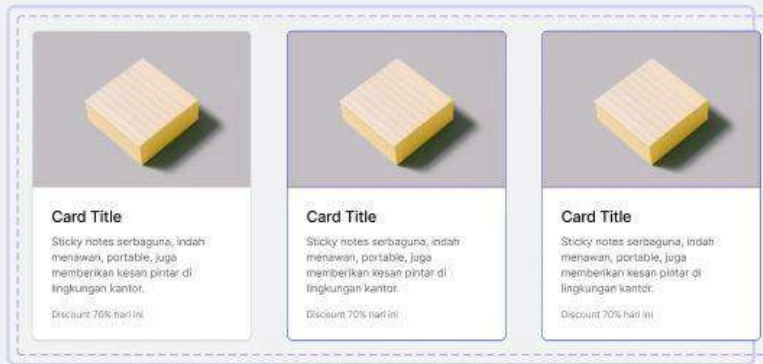 Card Title
Sticky notes serbaguna, indah
menawan, portable, juga
memberikan kesan pintar di
lingkungan kantor.
Discount 70% hari ini
Card Title
Sticky notes serbaguna, indah
menawan, portable, juga
memberikan kesan pintar di
lingkungan kantor.
Discount 70% hari ini
Card Title
Sticky notes serbaguna, indah
menawan, portable, juga
memberikan kesan pintar di
lingkungan kantor.
Discount 70% hari ini